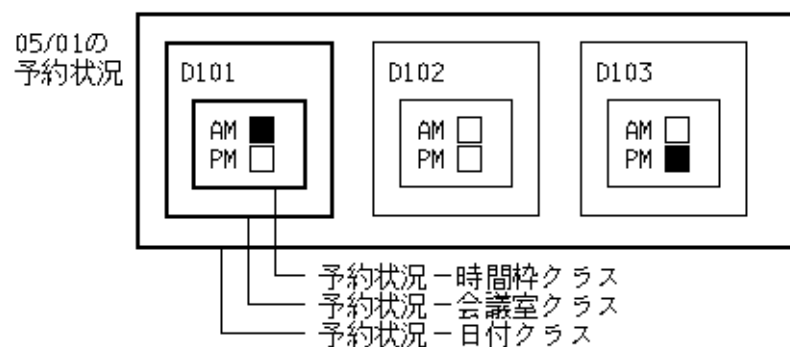 05/01の
予約状況
D101
AM
PM
D102
AM
PM
D103
AM
PM
予約状況－時間枠クラス
予約状況－会議室クラス
予約状況－日付クラス